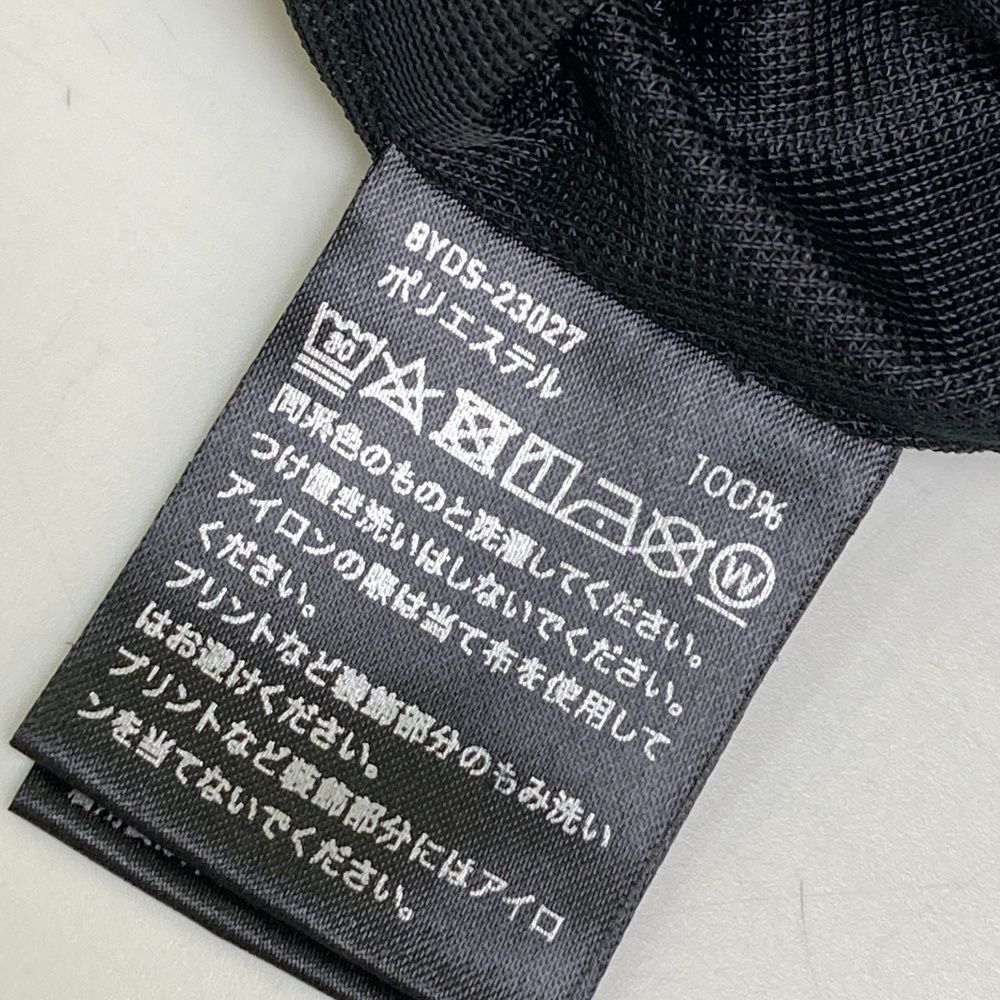 BYDS-23027
ポリエステル 100%
30 W
同系色のものと洗濯してください。
つけ置き洗いはしないでください。
アイロンの際は当て布を使用して
ください。
プリントなど装飾部分のもみ洗い
はお避けください。
プリントなど装飾部分にはアイロ
ンを当てないでください。